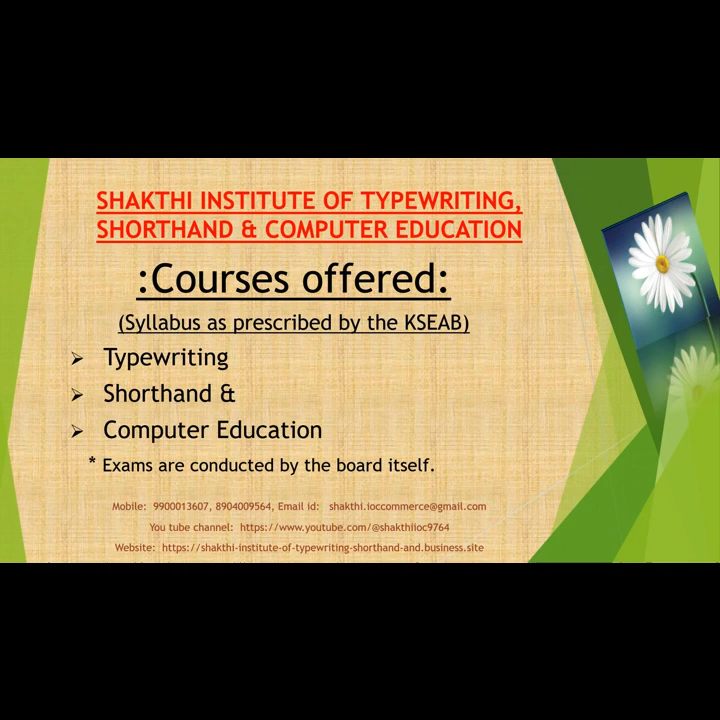 SHAKTHI INSTITUTE OF TYPEWRITING,
SHORTHAND & COMPUTER EDUCATION
:Courses offered:
(Syllabus as prescribed by the KSEAB)
➢ Typewriting
➢ Shorthand &
➢ Computer Education
* Exams are conducted by the board itself.
Mobile: 9900013607, 8904009564, Email id: shakthi.ioccommerce@gmail.com
You tube channel: https://www.youtube.com/@shakthiioc9764
Website: https://shakthi-institute-of-typewriting-shorthand-and.business.site